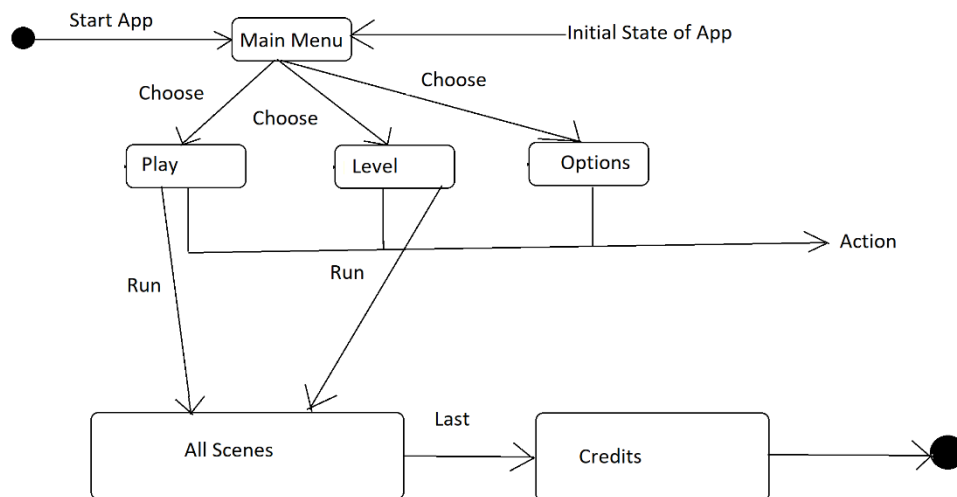 Start App
Main Menu
Initial State of App
Choose
Choose
Choose
Play
Level
Options
Action
Run
Run
All Scenes
Last
Credits